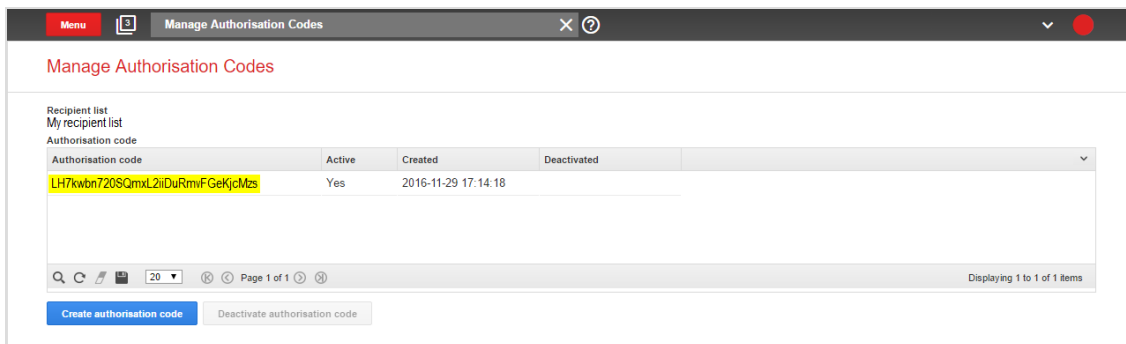 Menu 3 Manage Authorisation Codes
Manage Authorisation Codes
Recipient list
My recipient list
Authorisation code
Authorisation code Active Created Deactivated
LH7kwbn720SQmxL2iiDuRmvFGeKjcMzs Yes 2016-11-29 17:14:18
20 Page 1 of 1 Displaying 1 to 1 of 1 items
Create authorisation code Deactivate authorisation code